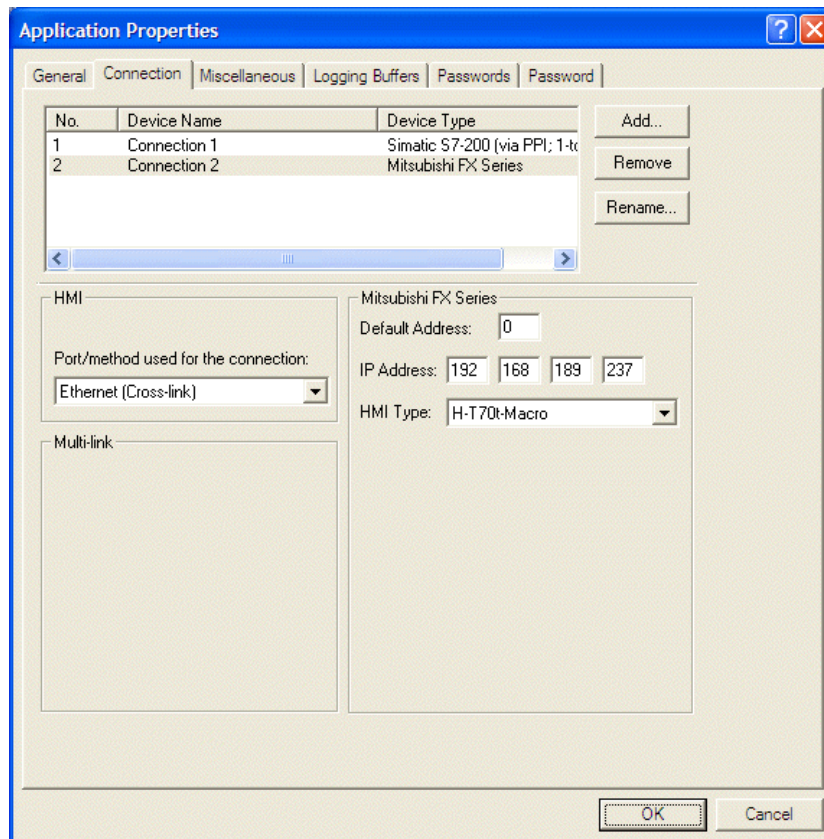 Application Properties
General Connection Miscellaneous Logging Buffers Passwords Password
No. Device Name Device Type
1 Connection 1 Simatic S7-200 (via PPI; 1-to
2 Connection 2 Mitsubishi FX Series
Add...
Remove
Rename...
HMI
Port/method used for the connection:
Ethernet (Cross-link)
Multi-link
Mitsubishi FX Series
Default Address: 0
IP Address: 192 168 189 237
HMI Type: H-T70t-Macro
OK Cancel